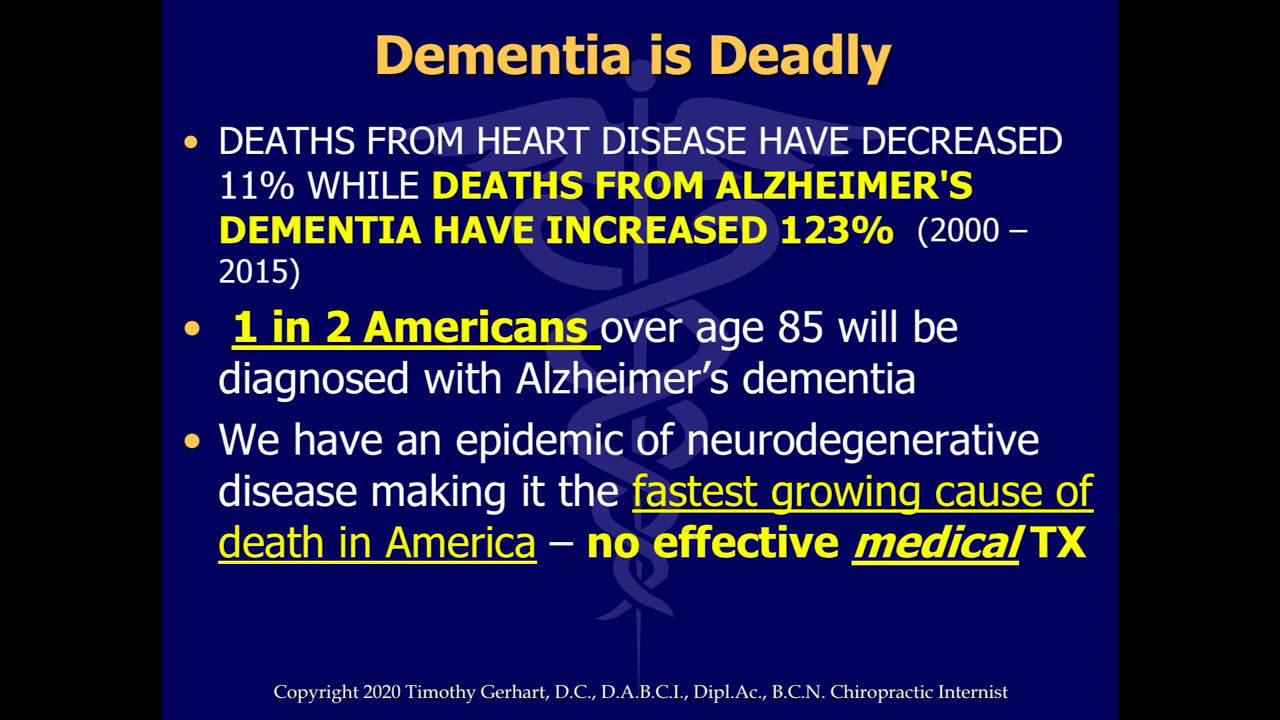 Dementia is Deadly
• DEATHS FROM HEART DISEASE HAVE DECREASED
11% WHILE DEATHS FROM ALZHEIMER'S
DEMENTIA HAVE INCREASED 123% (2000 –
2015)
• 1 in 2 Americans over age 85 will be
diagnosed with Alzheimer’s dementia
• We have an epidemic of neurodegenerative
disease making it the fastest growing cause of
death in America – no effective medical TX
Copyright 2020 Timothy Gerhart, D.C., D.A.B.C.I., Dipl.Ac., B.C.N. Chiropractic Internist